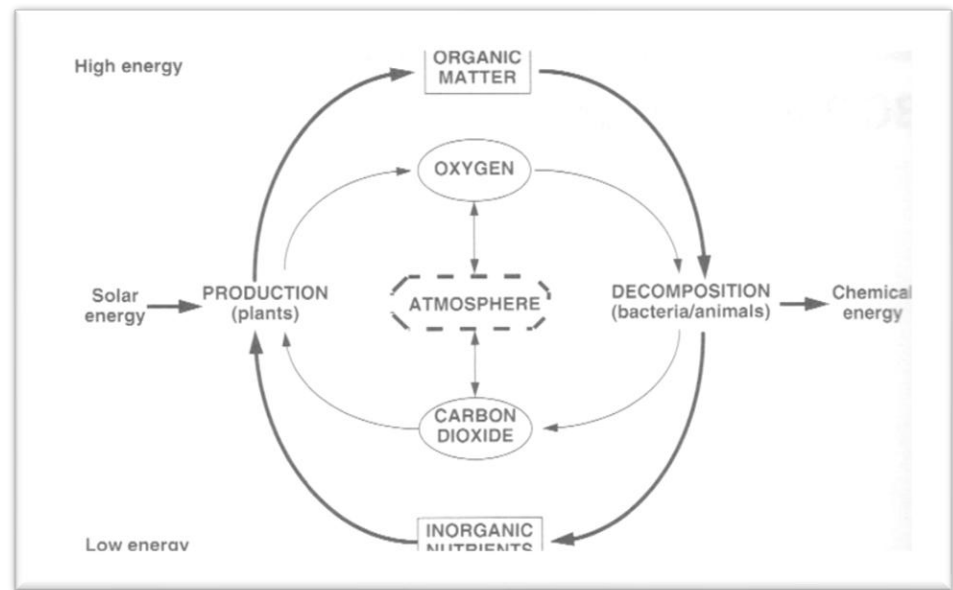 High energy
ORGANIC
MATTER
OXYGEN
Solar
energy
PRODUCTION
(plants)
ATMOSPHERE
DECOMPOSITION
(bacteria/animals)
Chemical
energy
CARBON
DIOXIDE
Low energy
INORGANIC
NUTRIENTS